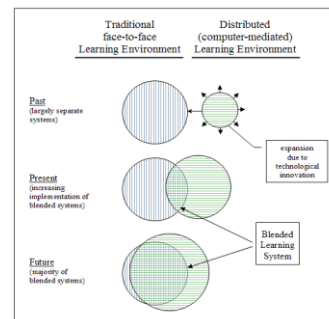 Traditional
face-to-face
Learning Environment
Distributed
(computer-mediated)
Learning Environment
Past
(largely separate
systems)
expansion
due to
technological
innovation
Present
(increasing
implementation of
blended systems)
Blended
Learning
System
Future
(majority of
blended systems)